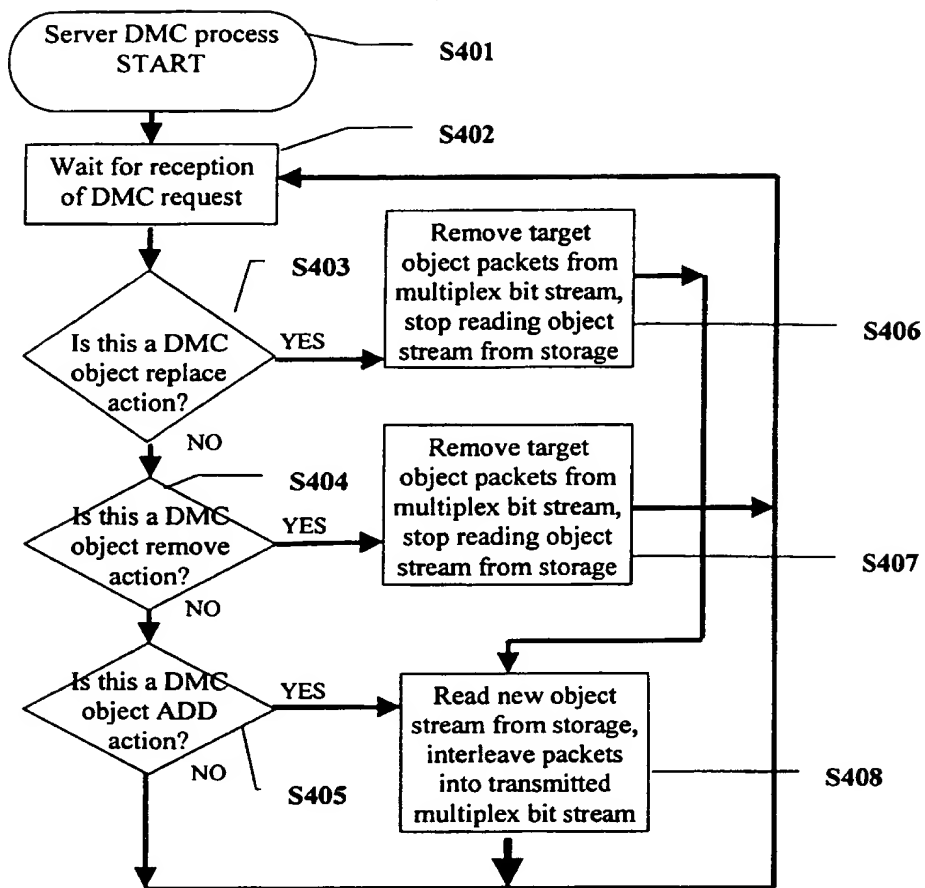 Server DMC process
START
S401
S402
Wait for reception
of DMC request
S403
Is this a DMC
object replace
action?
YES
NO
Remove target
object packets from
multiplex bit stream,
stop reading object
stream from storage
S406
S404
Is this a DMC
object remove
action?
YES
NO
Remove target
object packets from
multiplex bit stream,
stop reading object
stream from storage
S407
Is this a DMC
object ADD
action?
YES
NO
S405
Read new object
stream from storage,
interleave packets
into transmitted
multiplex bit stream
S408